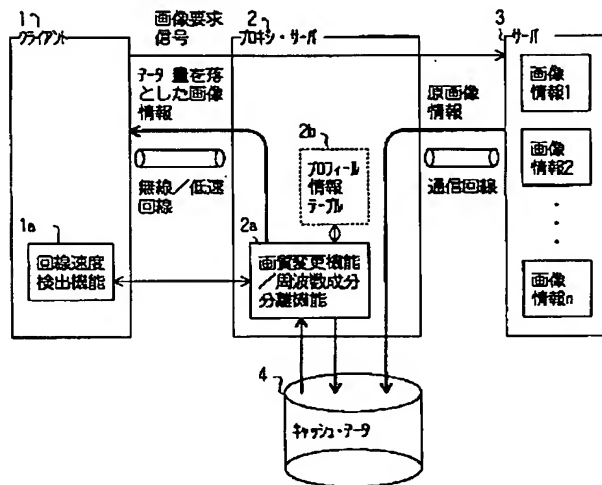 1
クライアント
画像要求
信号
2
プロキシ・サーバ
3
サーバ
データ量を落
とした画像
情報
原画像
情報
画像
情報1
2b
プロフィール
情報
テーブル
画像
情報2
無線/低速
回線
通信回線
・
・
・
1a
回線速度
検出機能
2a
画質変更機能
/周波数成分
分離機能
画像
情報n
4
キャッシュ・データ